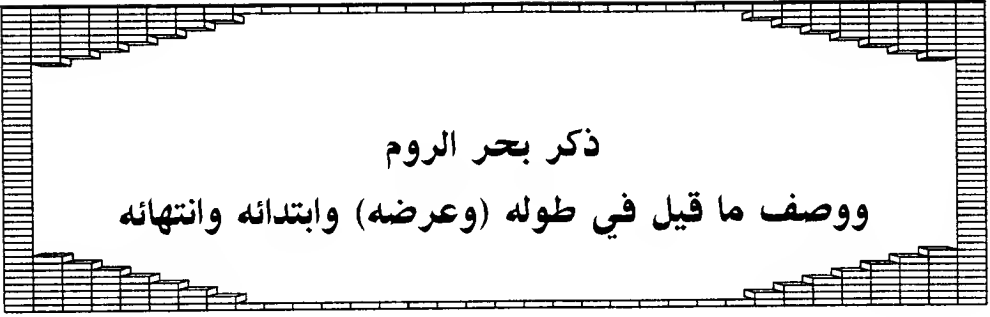 ذكر بحر الروم
ووصف ما قيل في طوله (وعرضه) وابتدائه وانتهائه